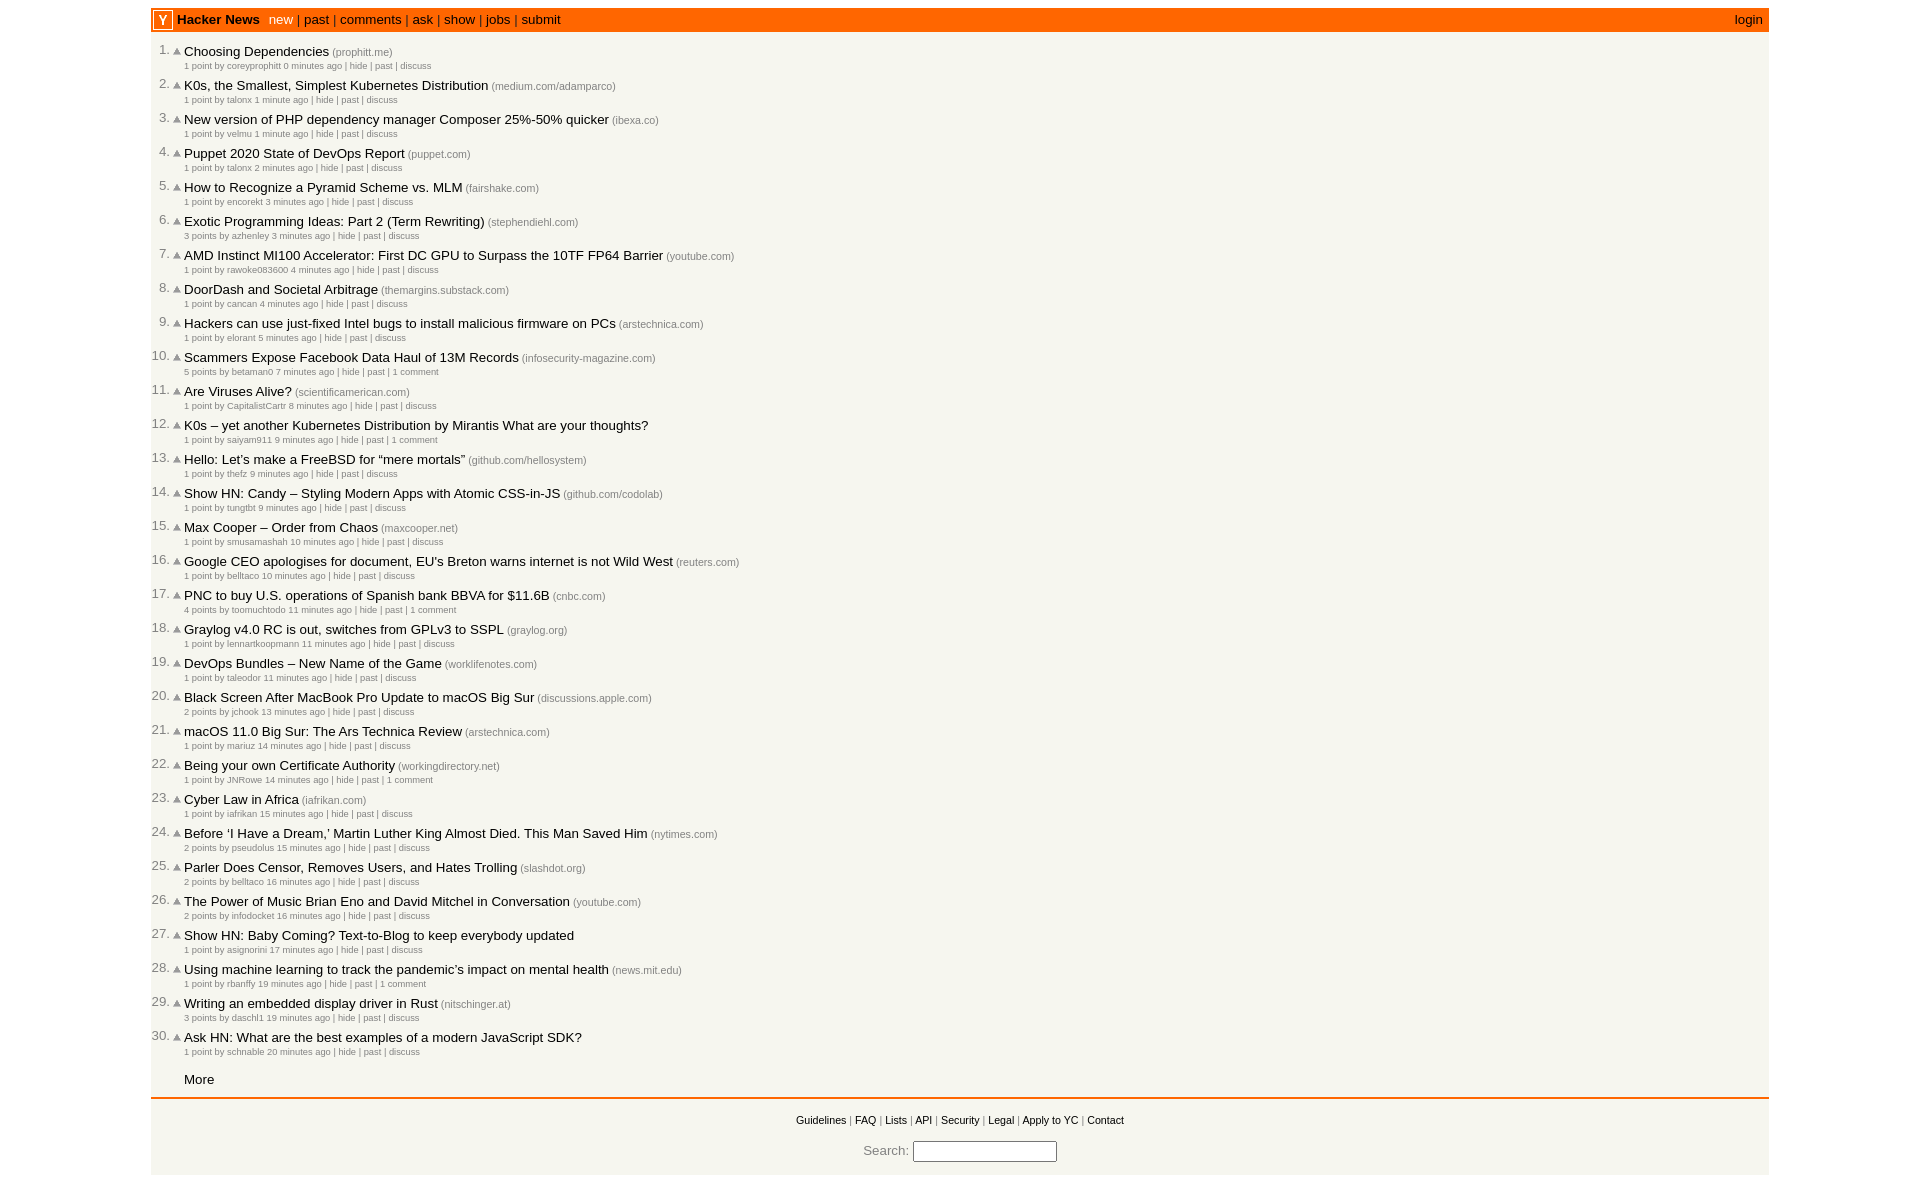 Y Hacker News new | past | comments | ask | show | jobs | submit login
1. Choosing Dependencies (prophitt.me)
1 point by coreyprophitt 0 minutes ago | hide | past | discuss
2. K0s, the Smallest, Simplest Kubernetes Distribution (medium.com/adamparco)
1 point by talonx 1 minute ago | hide | past | discuss
3. New version of PHP dependency manager Composer 25%-50% quicker (ibexa.co)
1 point by velmu 1 minute ago | hide | past | discuss
4. Puppet 2020 State of DevOps Report (puppet.com)
1 point by talonx 2 minutes ago | hide | past | discuss
5. How to Recognize a Pyramid Scheme vs. MLM (fairshake.com)
1 point by encorekt 3 minutes ago | hide | past | discuss
6. Exotic Programming Ideas: Part 2 (Term Rewriting) (stephendiehl.com)
3 points by azhenley 3 minutes ago | hide | past | discuss
7. AMD Instinct MI100 Accelerator: First DC GPU to Surpass the 10TF FP64 Barrier (youtube.com)
1 point by rawoke083600 4 minutes ago | hide | past | discuss
8. DoorDash and Societal Arbitrage (themargins.substack.com)
1 point by cancan 4 minutes ago | hide | past | discuss
9. Hackers can use just-fixed Intel bugs to install malicious firmware on PCs (arstechnica.com)
1 point by elorant 5 minutes ago | hide | past | discuss
10. Scammers Expose Facebook Data Haul of 13M Records (infosecurity-magazine.com)
5 points by betaman0 7 minutes ago | hide | past | 1 comment
11. Are Viruses Alive? (scientificamerican.com)
1 point by CapitalistCartr 8 minutes ago | hide | past | discuss
12. K0s – yet another Kubernetes Distribution by Mirantis What are your thoughts?
1 point by saiyam911 9 minutes ago | hide | past | 1 comment
13. Hello: Let’s make a FreeBSD for “mere mortals” (github.com/hellosystem)
1 point by thefz 9 minutes ago | hide | past | discuss
14. Show HN: Candy – Styling Modern Apps with Atomic CSS-in-JS (github.com/codolab)
1 point by tungtbt 9 minutes ago | hide | past | discuss
15. Max Cooper – Order from Chaos (maxcooper.net)
1 point by smusamashah 10 minutes ago | hide | past | discuss
16. Google CEO apologises for document, EU's Breton warns internet is not Wild West (reuters.com)
1 point by belltaco 10 minutes ago | hide | past | discuss
17. PNC to buy U.S. operations of Spanish bank BBVA for $11.6B (cnbc.com)
4 points by toomuchtodo 11 minutes ago | hide | past | 1 comment
18. Graylog v4.0 RC is out, switches from GPLv3 to SSPL (graylog.org)
1 point by lennartkoopmann 11 minutes ago | hide | past | discuss
19. DevOps Bundles – New Name of the Game (worklifenotes.com)
1 point by taleodor 11 minutes ago | hide | past | discuss
20. Black Screen After MacBook Pro Update to macOS Big Sur (discussions.apple.com)
2 points by jchook 13 minutes ago | hide | past | discuss
21. macOS 11.0 Big Sur: The Ars Technica Review (arstechnica.com)
1 point by mariuz 14 minutes ago | hide | past | discuss
22. Being your own Certificate Authority (workingdirectory.net)
1 point by JNRowe 14 minutes ago | hide | past | 1 comment
23. Cyber Law in Africa (iafrikan.com)
1 point by iafrikan 15 minutes ago | hide | past | discuss
24. Before ‘I Have a Dream,’ Martin Luther King Almost Died. This Man Saved Him (nytimes.com)
2 points by pseudolus 15 minutes ago | hide | past | discuss
25. Parler Does Censor, Removes Users, and Hates Trolling (slashdot.org)
2 points by belltaco 16 minutes ago | hide | past | discuss
26. The Power of Music Brian Eno and David Mitchel in Conversation (youtube.com)
2 points by infodocket 16 minutes ago | hide | past | discuss
27. Show HN: Baby Coming? Text-to-Blog to keep everybody updated
1 point by asignorini 17 minutes ago | hide | past | discuss
28. Using machine learning to track the pandemic’s impact on mental health (news.mit.edu)
1 point by rbanffy 19 minutes ago | hide | past | 1 comment
29. Writing an embedded display driver in Rust (nitschinger.at)
3 points by daschl1 19 minutes ago | hide | past | discuss
30. Ask HN: What are the best examples of a modern JavaScript SDK?
1 point by schnable 20 minutes ago | hide | past | discuss
More
Guidelines | FAQ | Lists | API | Security | Legal | Apply to YC | Contact
Search: